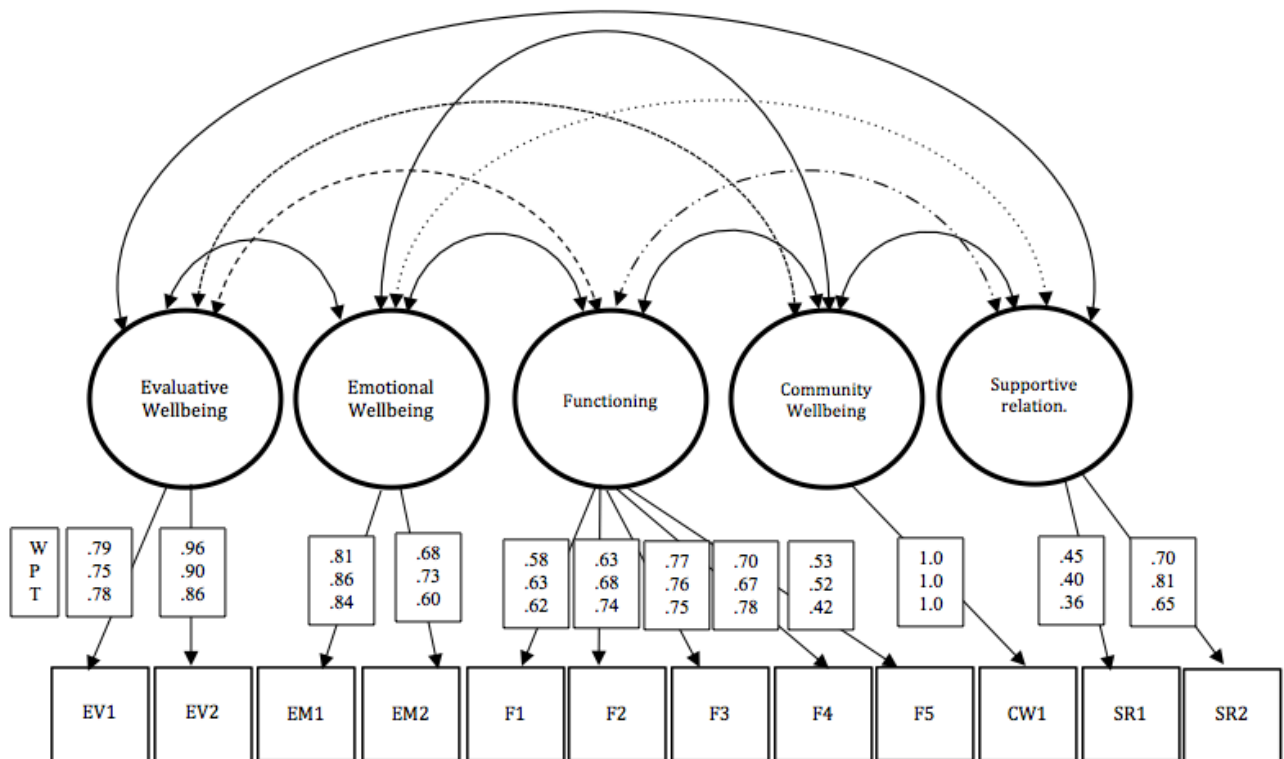 Evaluative
Wellbeing
Emotional
Wellbeing
Functioning
Community
Wellbeing
Supportive
relation.
W
P
T
.79
.75
.78
.96
.90
.86
.81
.86
.84
.68
.73
.60
.58
.63
.62
.63
.68
.74
.77
.76
.75
.70
.67
.78
.53
.52
.42
1.0
1.0
1.0
.45
.40
.36
.70
.81
.65
EV1
EV2
EM1
EM2
F1
F2
F3
F4
F5
CW1
SR1
SR2